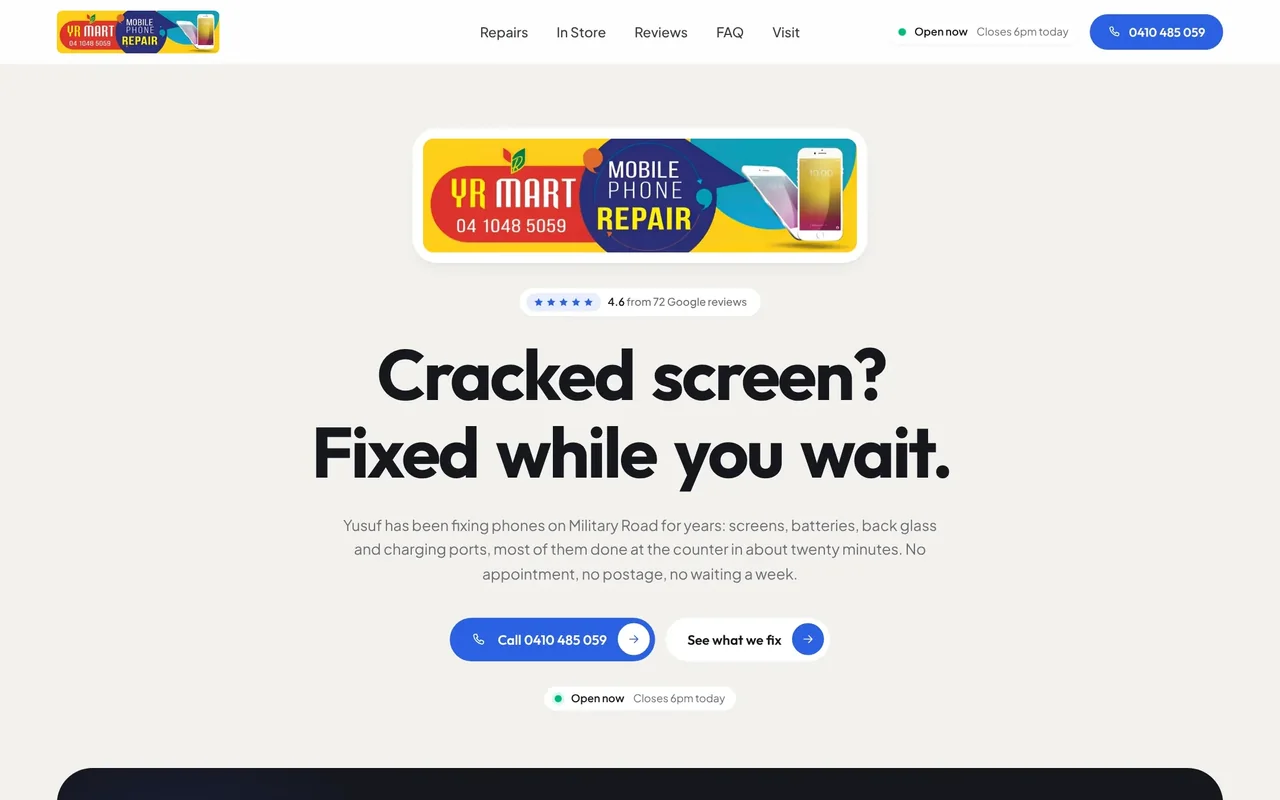 YR MART
04 1048 5059
MOBILE
PHONE
REPAIR
Repairs
In Store
Reviews
FAQ
Visit
Open now Closes 6pm today
0410 485 059
YR MART
04 1048 5059
MOBILE
PHONE
REPAIR
10:00
4.6 from 72 Google reviews
Cracked screen?
Fixed while you wait.
Yusuf has been fixing phones on Military Road for years: screens, batteries, back glass
and charging ports, most of them done at the counter in about twenty minutes. No
appointment, no postage, no waiting a week.
Call 0410 485 059
See what we fix
Open now Closes 6pm today